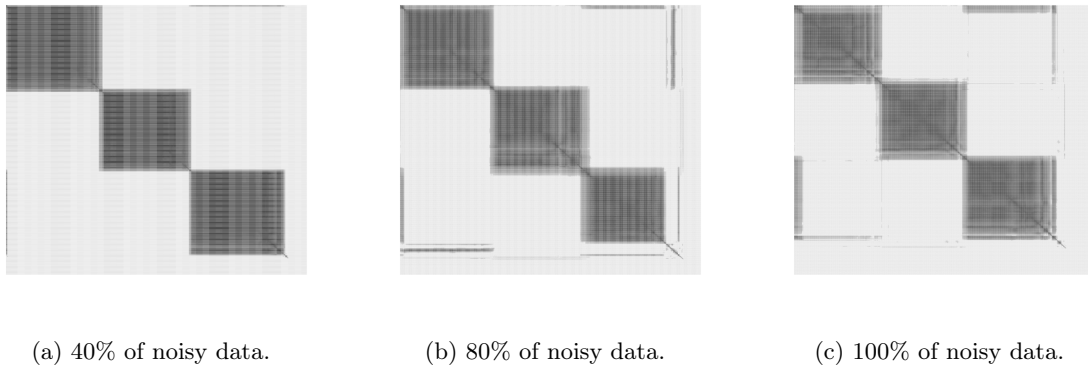 (a) 40% of noisy data.
(b) 80% of noisy data.
(c) 100% of noisy data.